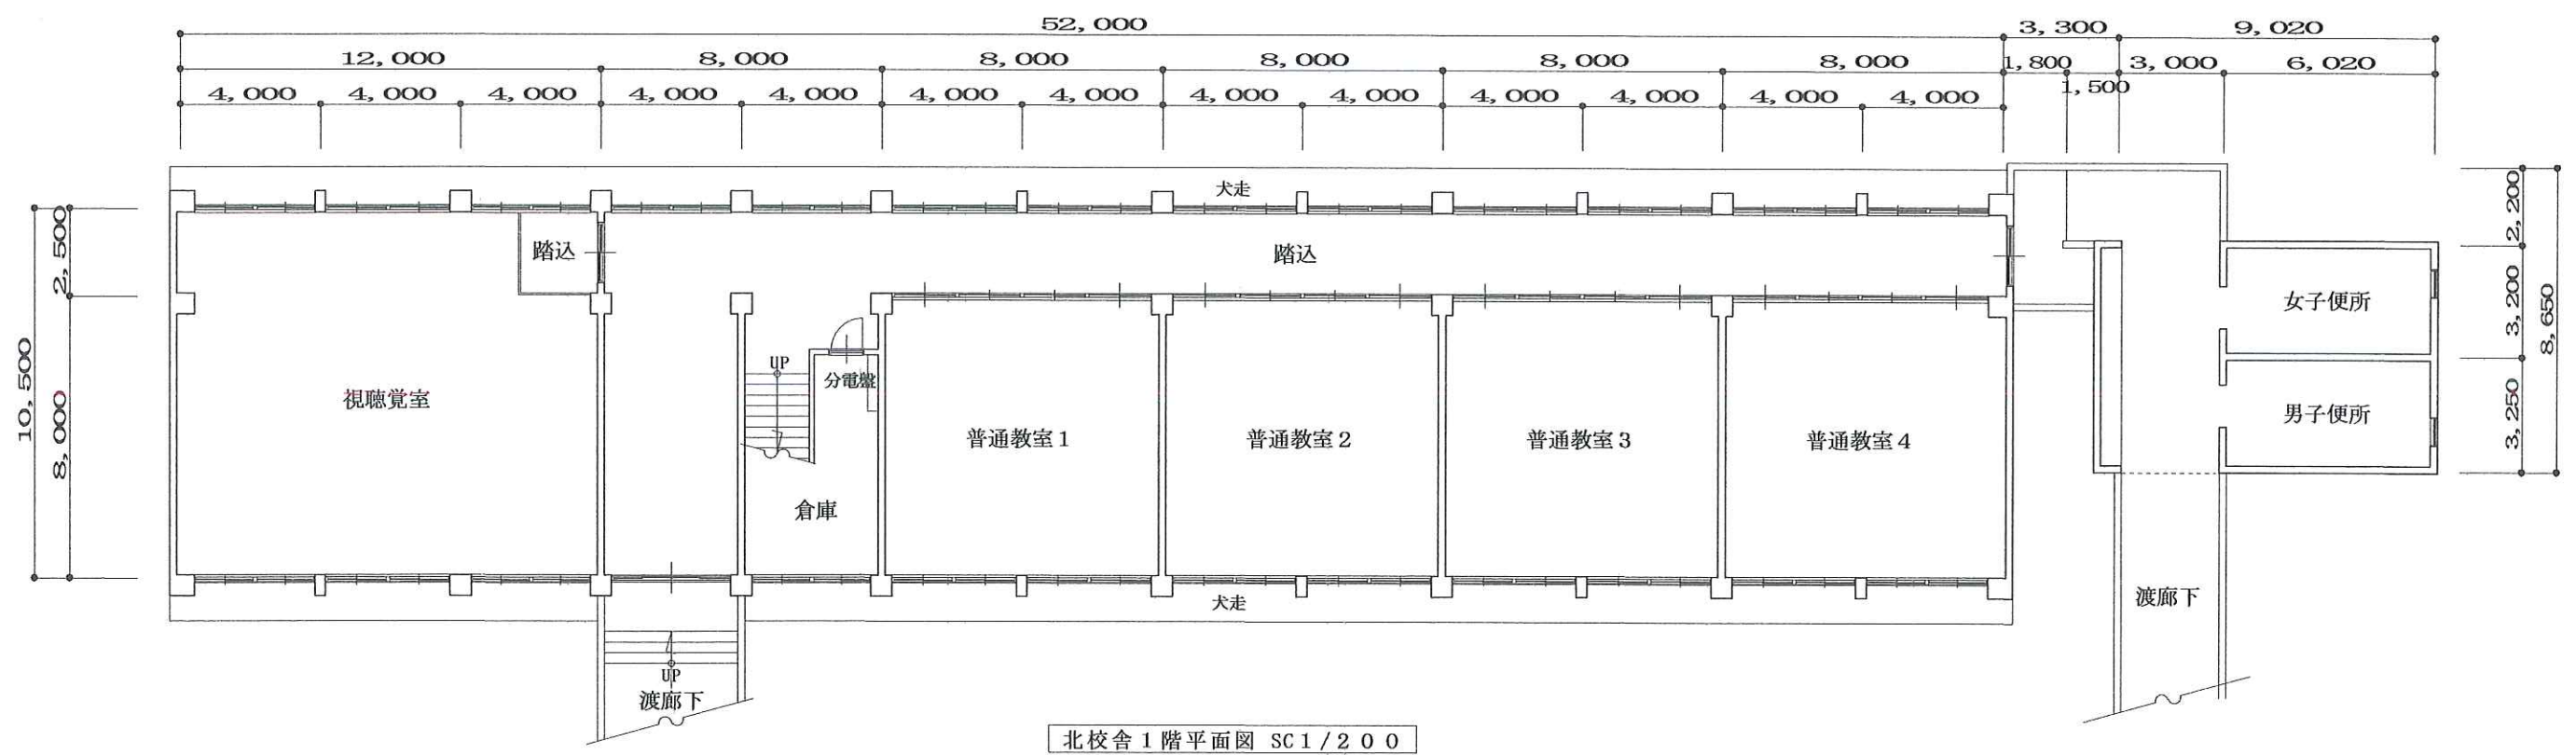 52,000
3,300
9,020
12,000
8,000
8,000
8,000
8,000
8,000
1,800
3,000
6,020
1,500
4,000
4,000
4,000
4,000
4,000
4,000
4,000
4,000
4,000
4,000
4,000
4,000
4,000
犬走
2,500
2,200
踏込
踏込
3,200
女子便所
8,650
10,500
UP
分電盤
視聴覚室
8,000
普通教室1
普通教室2
普通教室3
普通教室4
男子便所
3,250
倉庫
犬走
渡廊下
UP
渡廊下
北校舎1階平面図 SC1/200